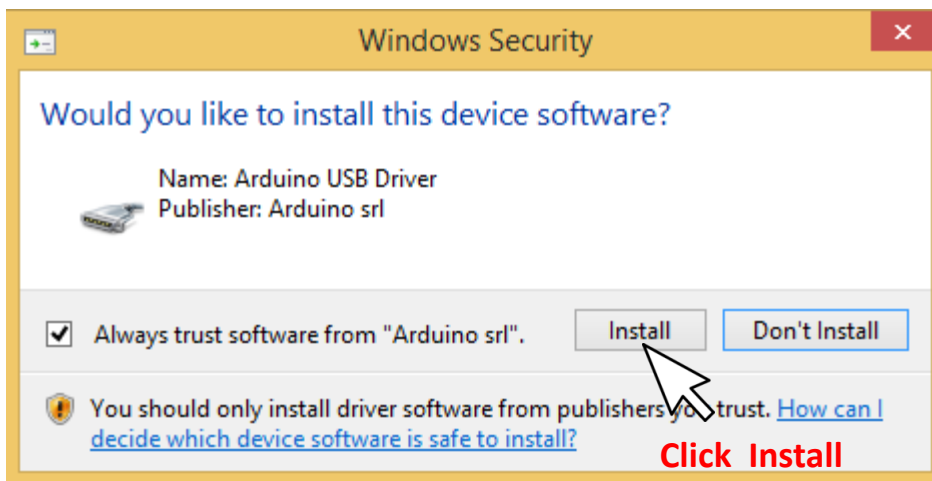 Windows Security
Would you like to install this device software?
Name: Arduino USB Driver
Publisher: Arduino srl
Always trust software from "Arduino srl".
Install
Don't Install
You should only install driver software from publishers you trust. How can I
decide which device software is safe to install?
Click Install